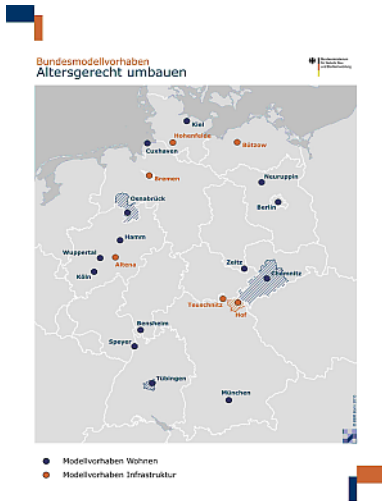 Bundesmodellvorhaben
Altersgerecht umbauen
Kiel
Hohenfelde
Cuxhaven
Bützow
Bremen
Neuruppin
Osnabrück
Berlin
Hamm
Wuppertal
Altena
Köln
Zeitz
Chemnitz
Teuschnitz
Hof
Bensheim
Speyer
Tübingen
München
Modellvorhaben Wohnen
Modellvorhaben Infrastruktur